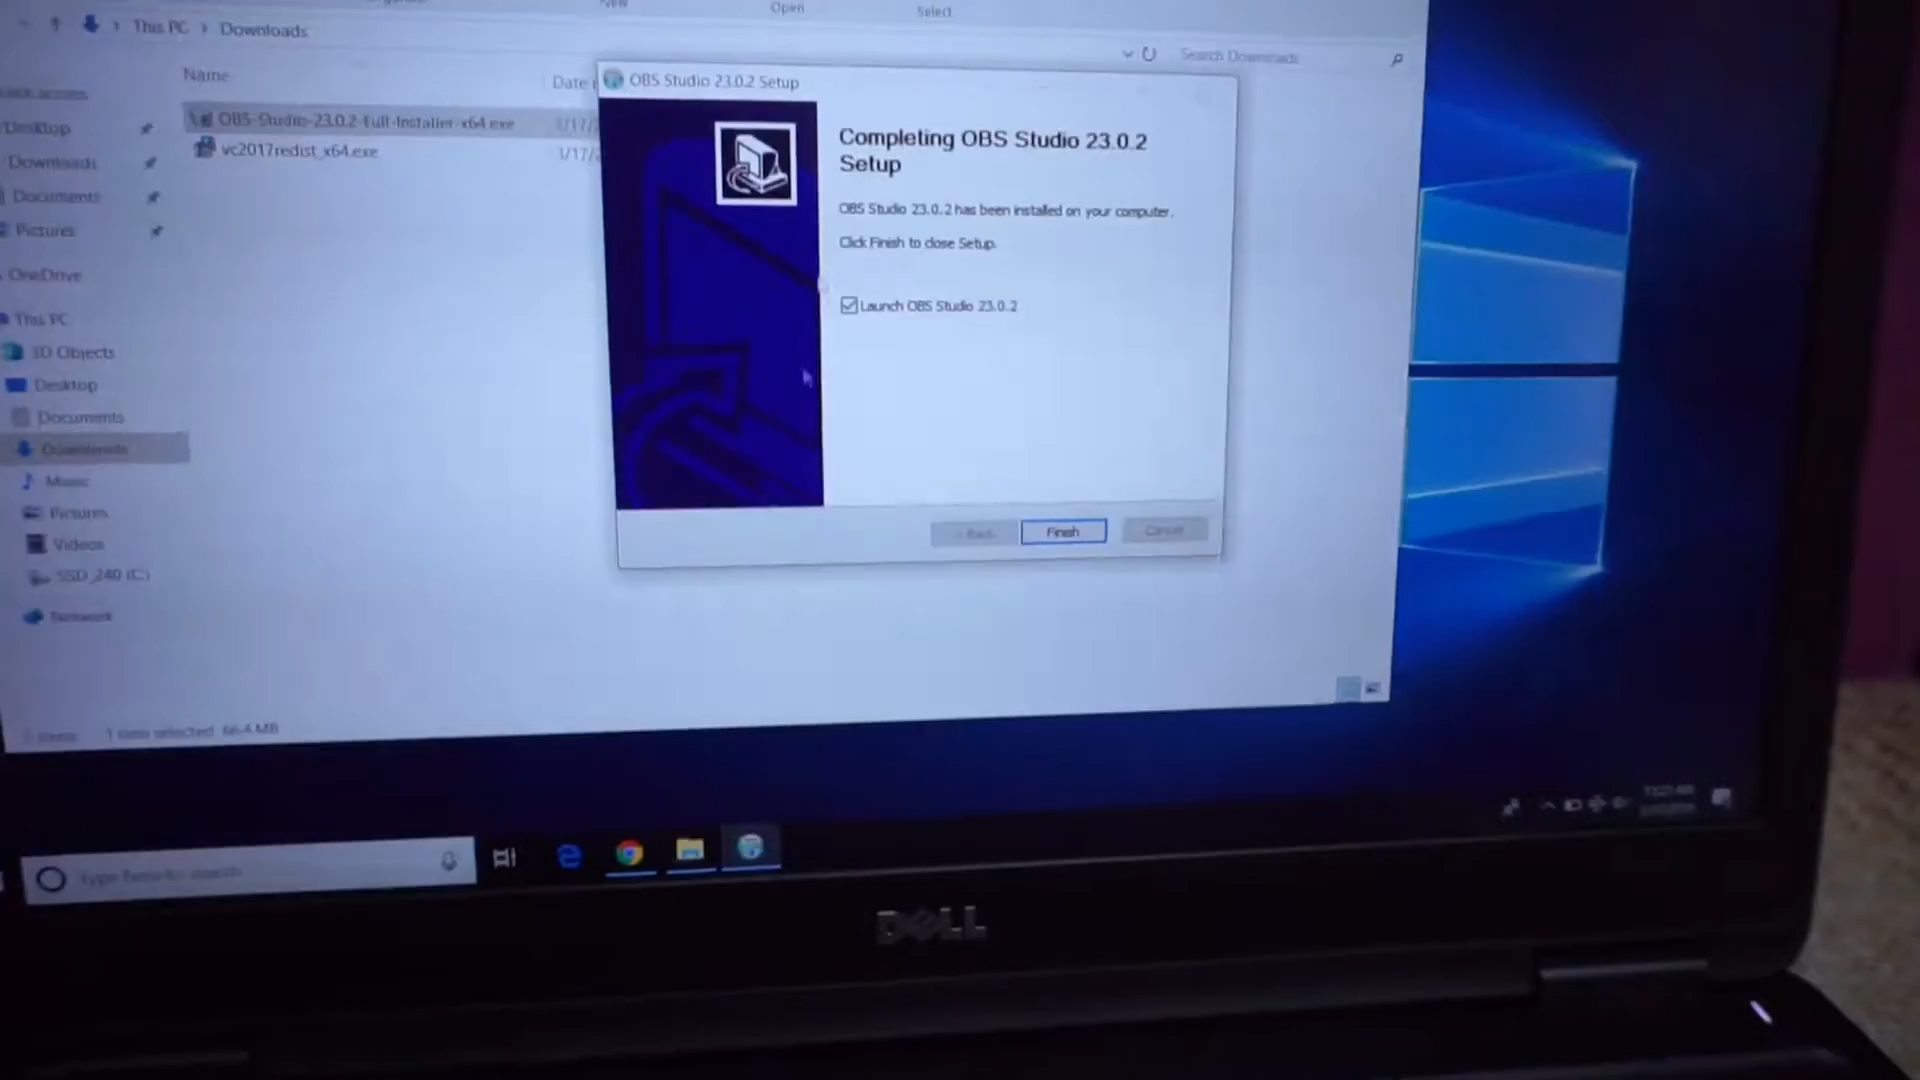 New
Open
Select
This PC > Downloads
Search Downloads
Name
Date
OBS Studio 23.0.2 Setup
OBS-Studio-23.0.2-Full-Installer-x64.exe
vc2017redist_x64.exe
Completing OBS Studio 23.0.2
Setup
OBS Studio 23.0.2 has been installed on your computer.
Click Finish to close Setup.
Launch OBS Studio 23.0.2
< Back
Finish
Cancel
Desktop
Downloads
Documents
Pictures
OneDrive
This PC
3D Objects
Desktop
Documents
Downloads
Music
Pictures
Videos
SSD_240 (C:)
Network
1 item selected 66.4 MB
Type here to search
DELL